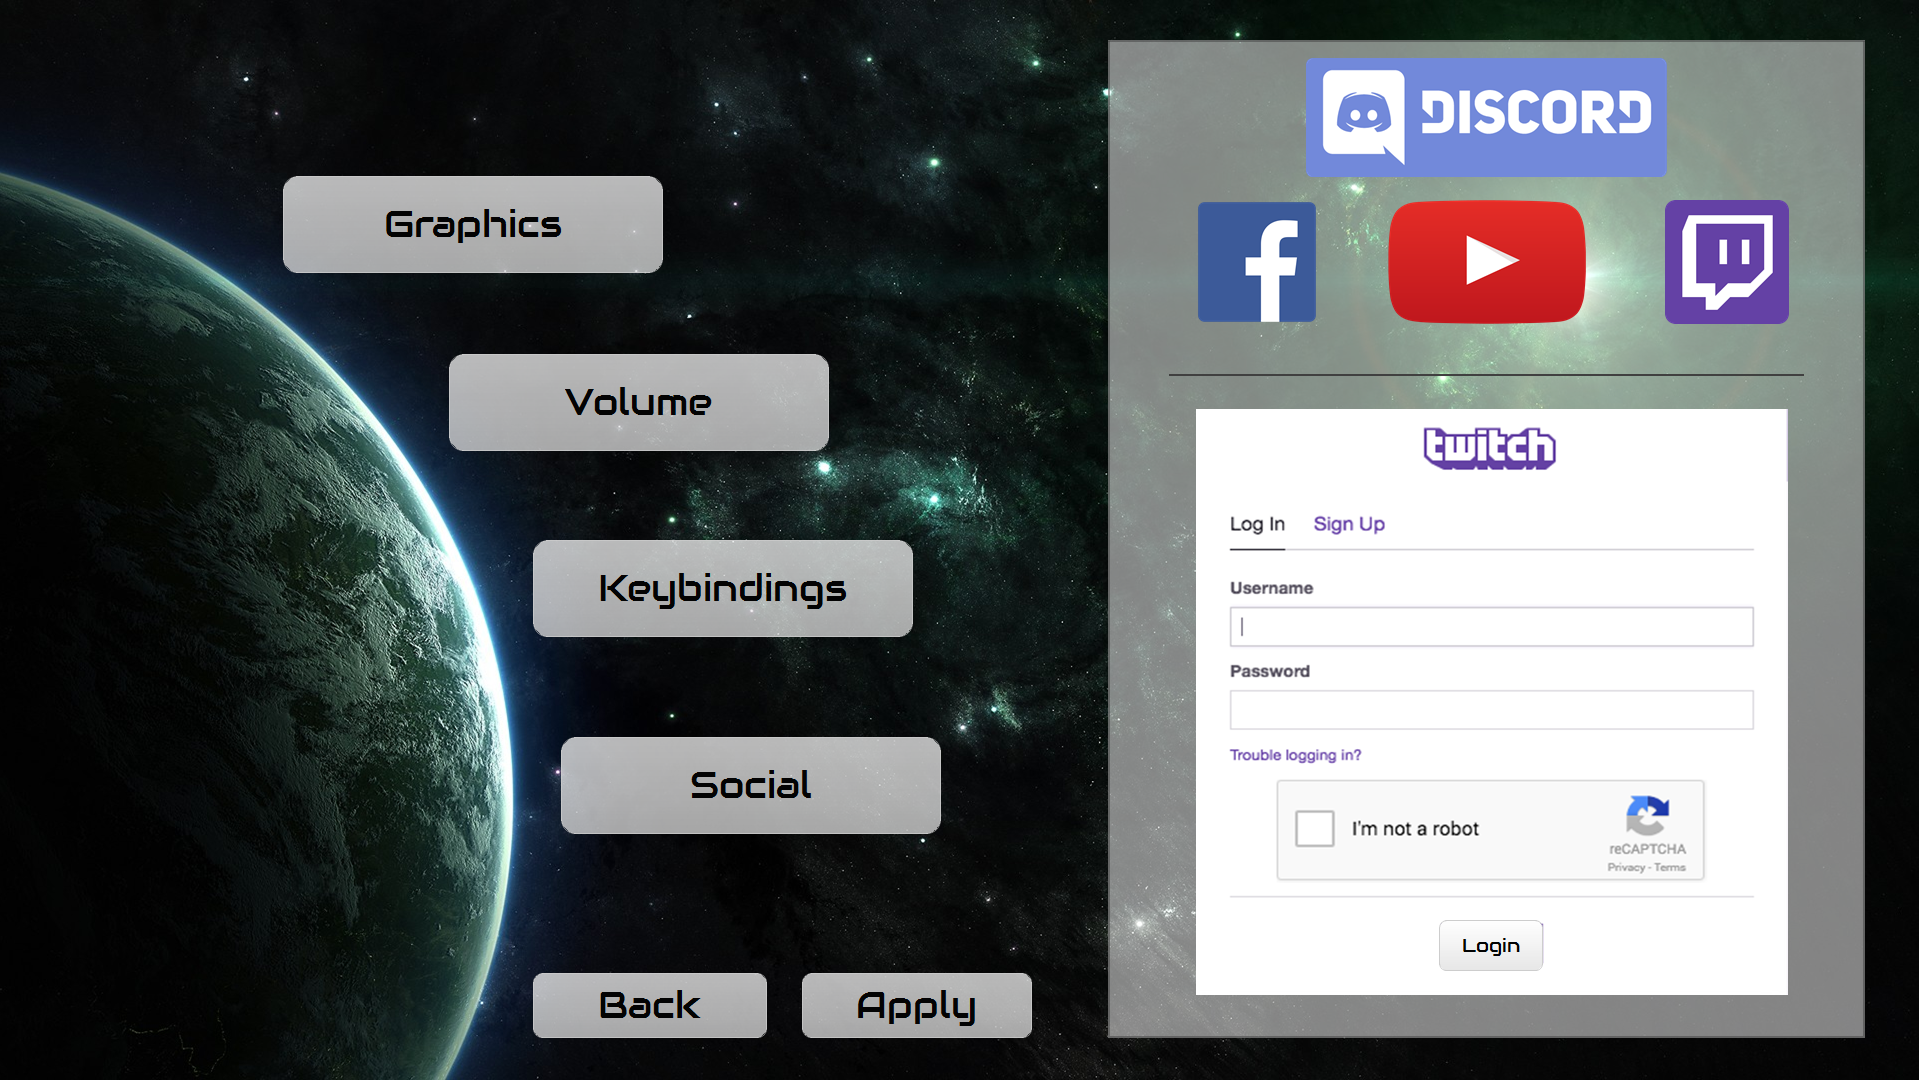 Graphics
Volume
Keybindings
Social
Back
Apply
DISCORD
twitch
Log In
Sign Up
Username
Password
Trouble logging in?
I'm not a robot
reCAPTCHA
Privacy - Terms
Login